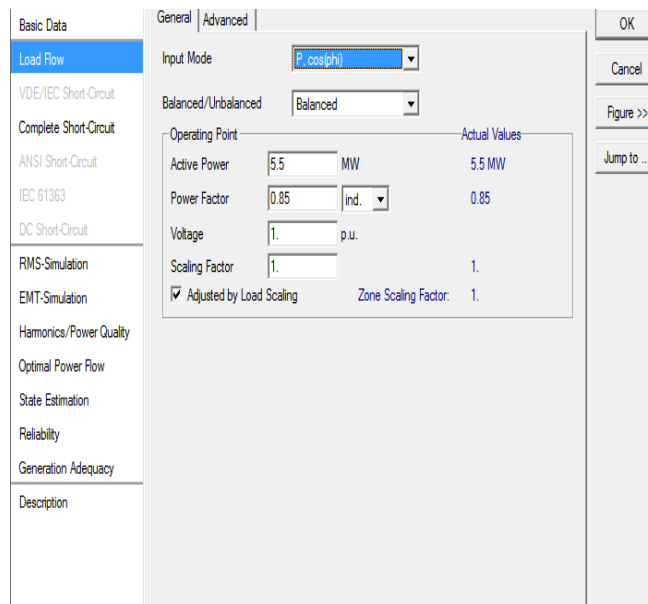 Basic Data
Load Flow
VDE/IEC Short-Circuit
Complete Short-Circuit
ANSI Short-Circuit
IEC 61363
DC Short-Circuit
RMS-Simulation
EMT-Simulation
Harmonics/Power Quality
Optimal Power Flow
State Estimation
Reliability
Generation Adequacy
Description
General Advanced
Input Mode P, cos(phi)
Balanced/Unbalanced Balanced
Operating Point Actual Values
Active Power 5.5 MW 5.5 MW
Power Factor 0.85 ind. 0.85
Voltage 1. p.u.
Scaling Factor 1. 1.
Adjusted by Load Scaling Zone Scaling Factor: 1.
OK
Cancel
Figure >>
Jump to ...